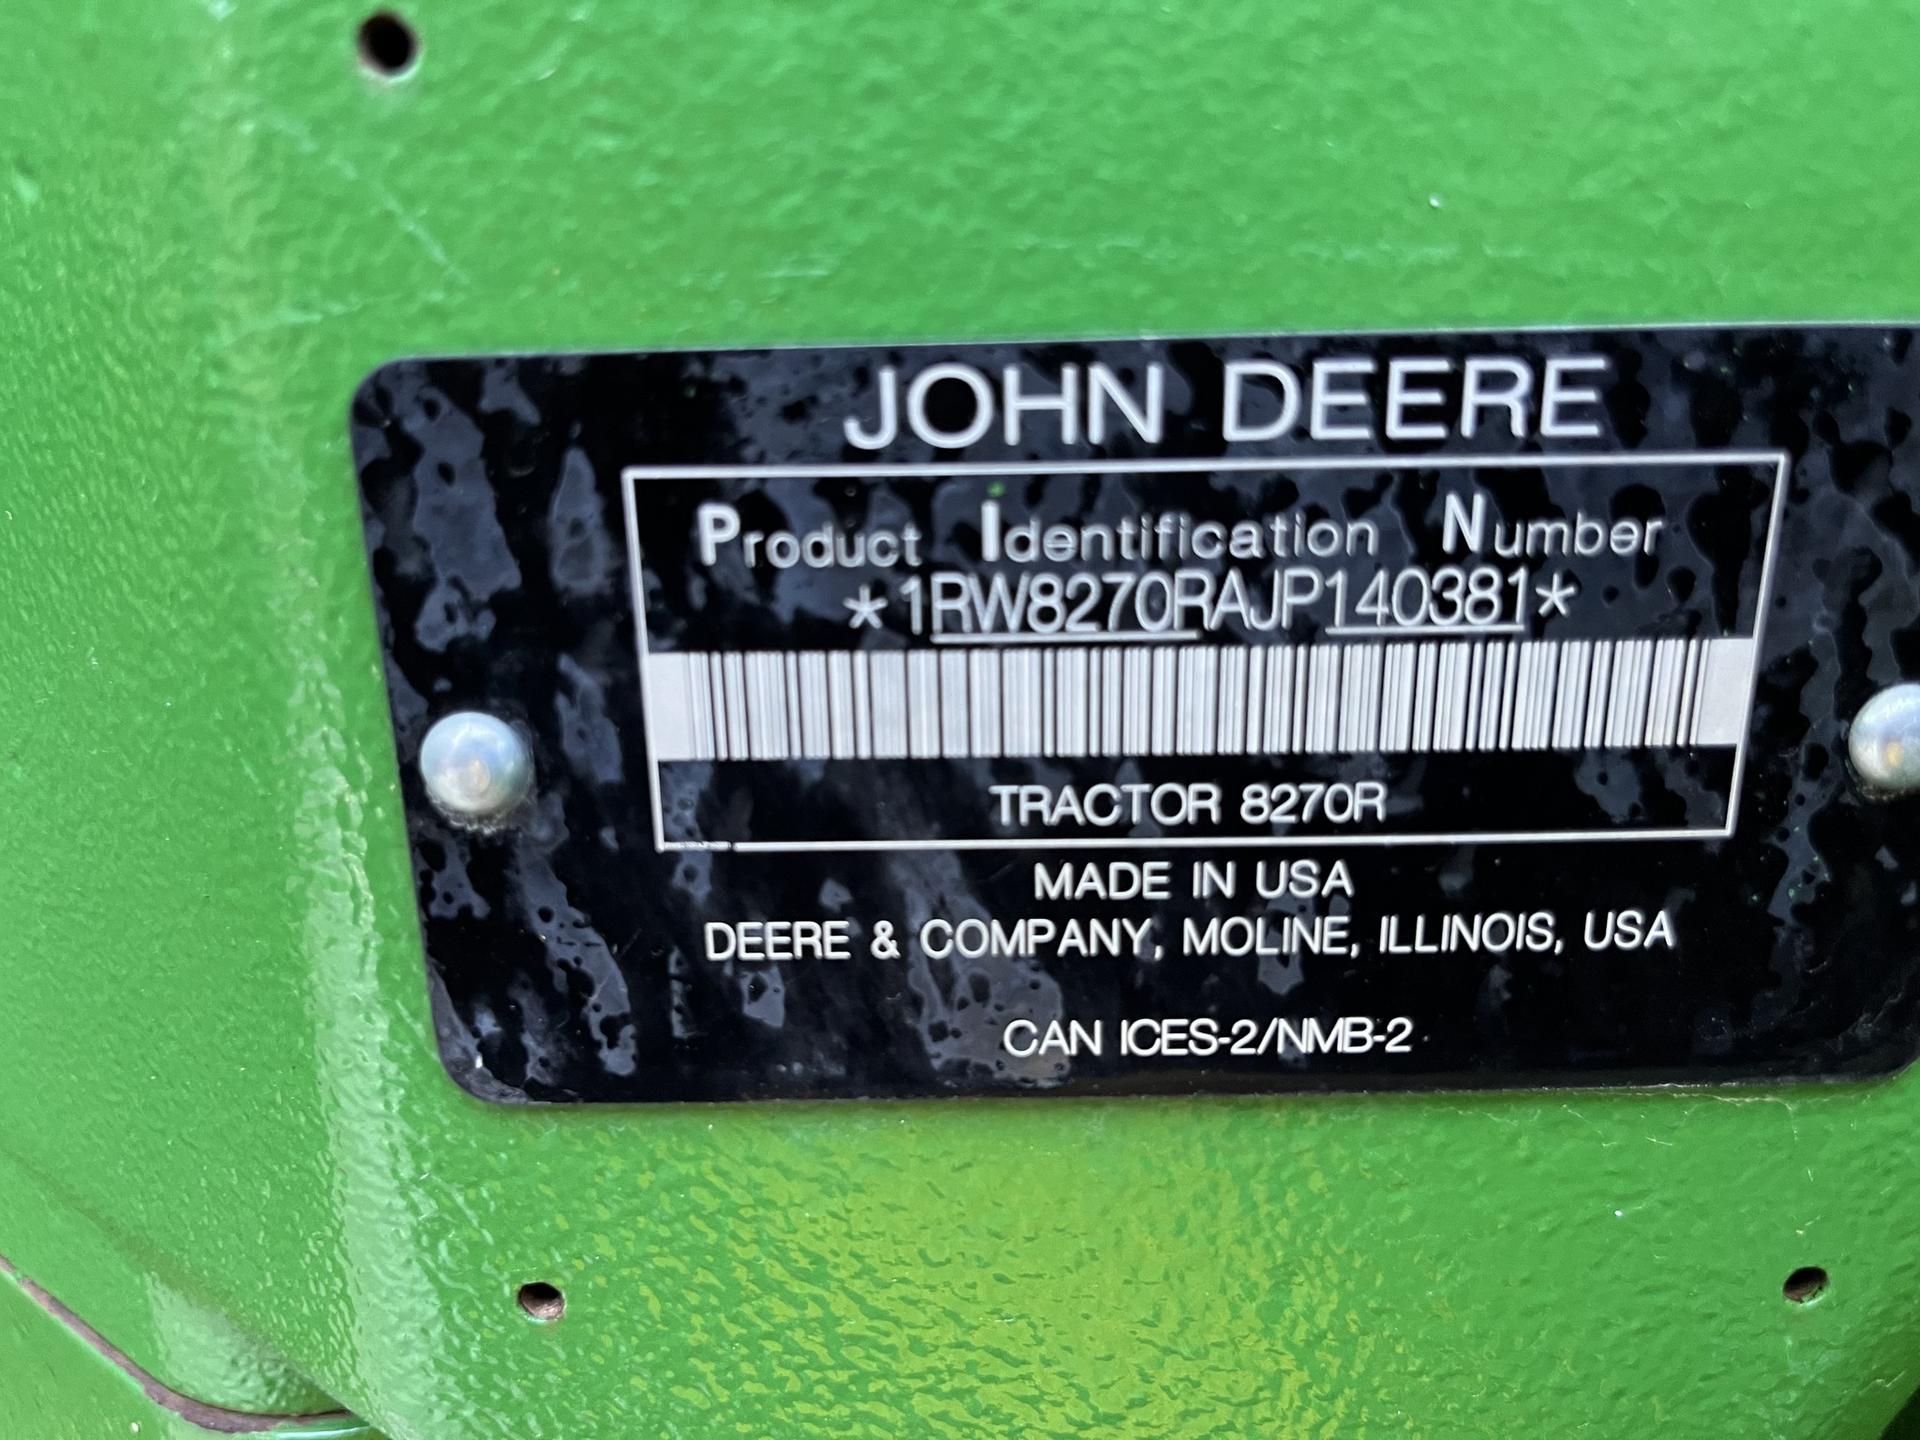 JOHN DEERE
Product Identification Number
*1RW8270RAJP140381*
TRACTOR 8270R
MADE IN USA
DEERE & COMPANY, MOLINE, ILLINOIS, USA
CAN ICES-2/NMB-2